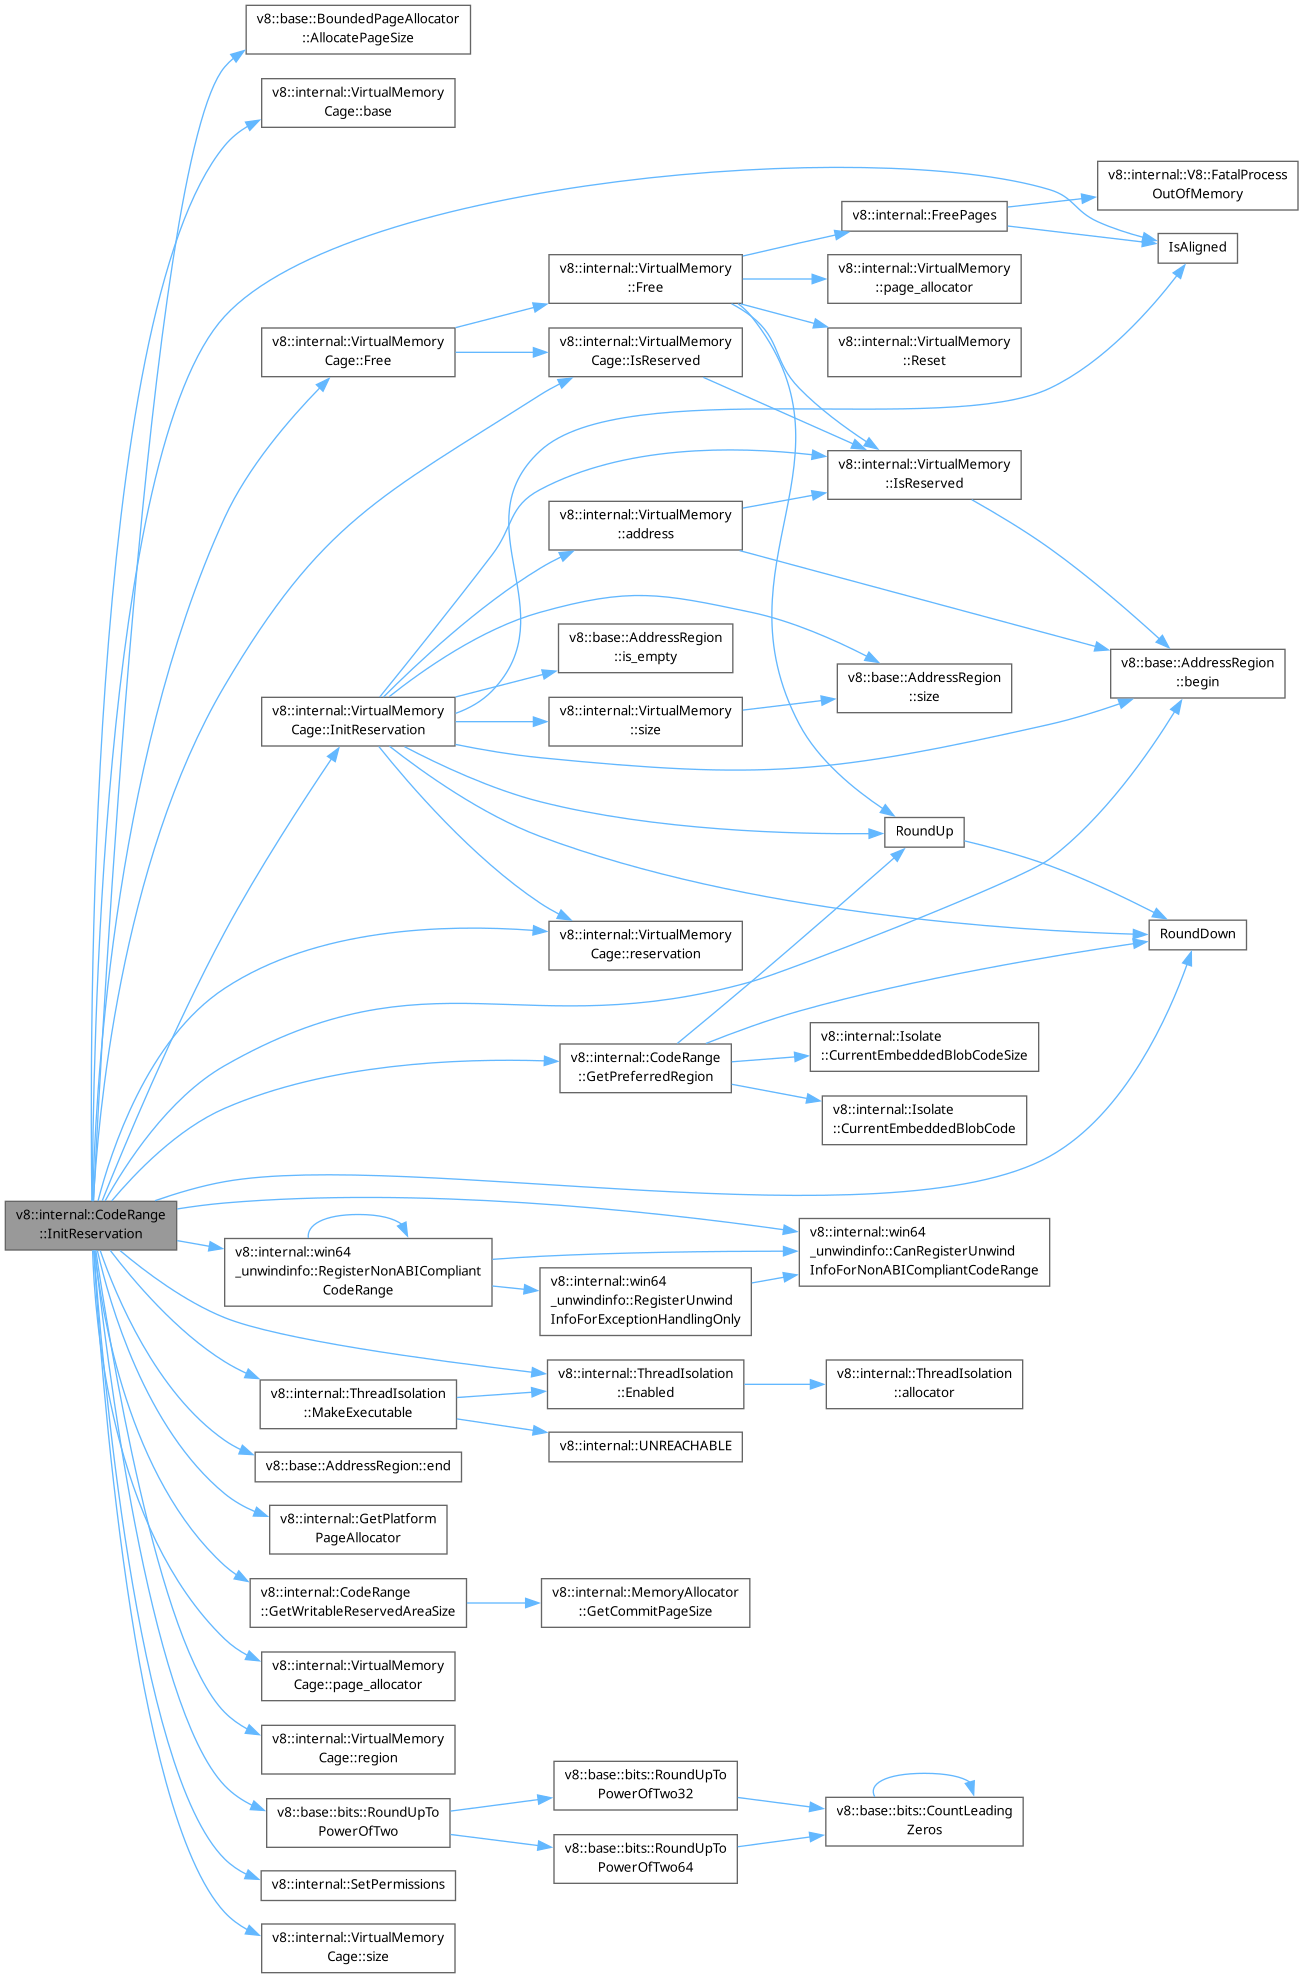 v8::base::BoundedPageAllocator
::AllocatePageSize
v8::internal::VirtualMemory
Cage::base
v8::internal::V8::FatalProcess
OutOfMemory
v8::internal::FreePages
IsAligned
v8::internal::VirtualMemory
::Free
v8::internal::VirtualMemory
::page_allocator
v8::internal::VirtualMemory
Cage::Free
v8::internal::VirtualMemory
Cage::IsReserved
v8::internal::VirtualMemory
::Reset
v8::internal::VirtualMemory
::IsReserved
v8::internal::VirtualMemory
::address
v8::base::AddressRegion
::is_empty
v8::base::AddressRegion
::size
v8::base::AddressRegion
::begin
v8::internal::VirtualMemory
Cage::InitReservation
v8::internal::VirtualMemory
::size
RoundUp
v8::internal::VirtualMemory
Cage::reservation
RoundDown
v8::internal::CodeRange
::GetPreferredRegion
v8::internal::Isolate
::CurrentEmbeddedBlobCodeSize
v8::internal::Isolate
::CurrentEmbeddedBlobCode
v8::internal::CodeRange
::InitReservation
v8::internal::win64
_unwindinfo::RegisterNonABICompliant
CodeRange
v8::internal::win64
_unwindinfo::CanRegisterUnwind
InfoForNonABICompliantCodeRange
v8::internal::win64
_unwindinfo::RegisterUnwind
InfoForExceptionHandlingOnly
v8::internal::ThreadIsolation
::MakeExecutable
v8::internal::ThreadIsolation
::Enabled
v8::internal::ThreadIsolation
::allocator
v8::internal::UNREACHABLE
v8::base::AddressRegion::end
v8::internal::GetPlatform
PageAllocator
v8::internal::CodeRange
::GetWritableReservedAreaSize
v8::internal::MemoryAllocator
::GetCommitPageSize
v8::internal::VirtualMemory
Cage::page_allocator
v8::internal::VirtualMemory
Cage::region
v8::base::bits::RoundUpTo
PowerOfTwo
v8::base::bits::RoundUpTo
PowerOfTwo32
v8::base::bits::RoundUpTo
PowerOfTwo64
v8::base::bits::CountLeading
Zeros
v8::internal::SetPermissions
v8::internal::VirtualMemory
Cage::size